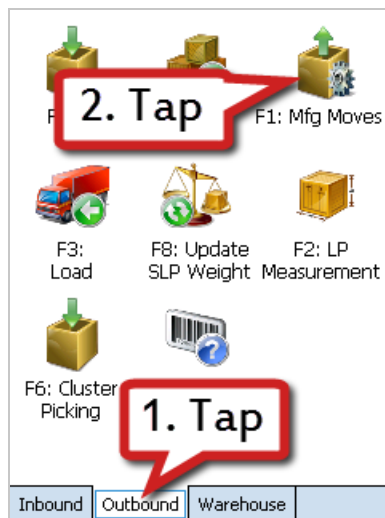 2. Tap
F
F1: Mfg Moves
F3:
Load
F8: Update
SLP Weight
F2: LP
Measurement
F6: Cluster
Picking
1. Tap
Inbound
Outbound
Warehouse